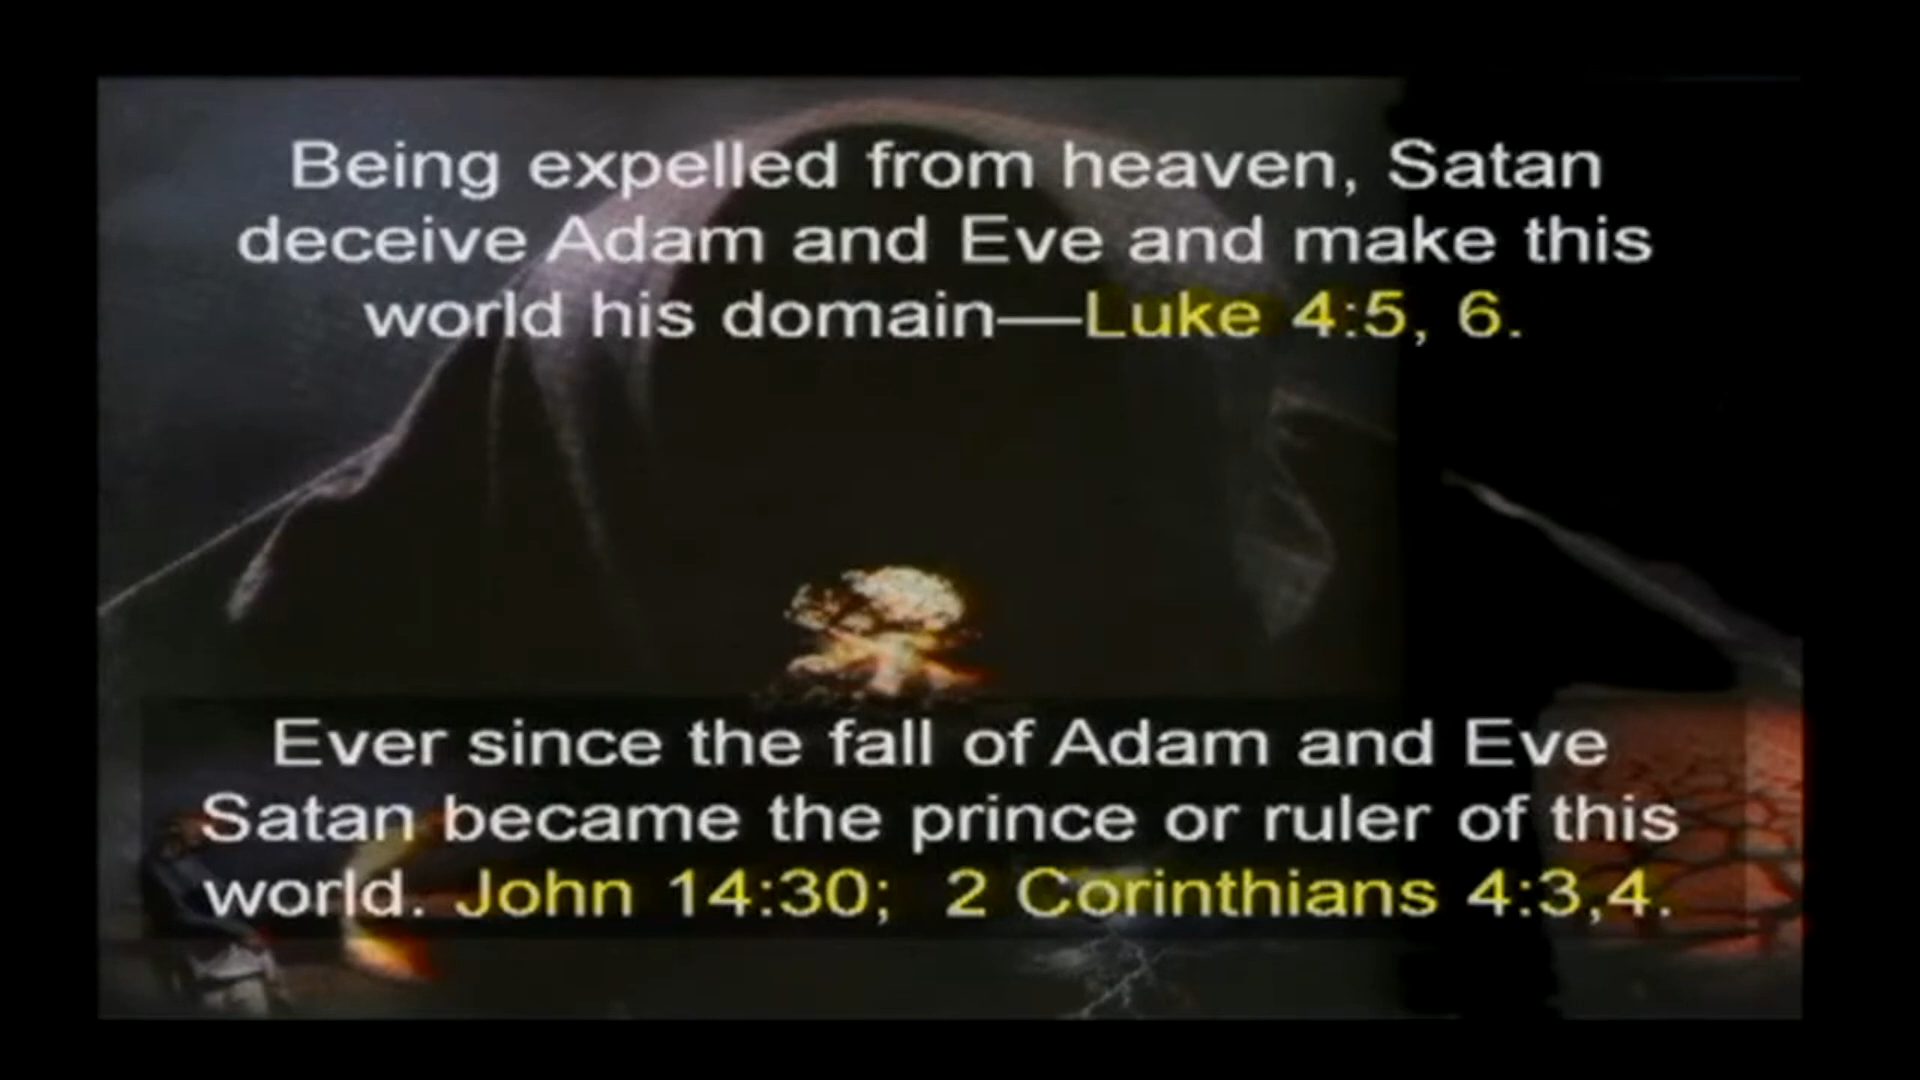 Being expelled from heaven, Satan
deceive Adam and Eve and make this
world his domain—Luke 4:5, 6.
Ever since the fall of Adam and Eve
Satan became the prince or ruler of this
world. John 14:30;  2 Corinthians 4:3,4.